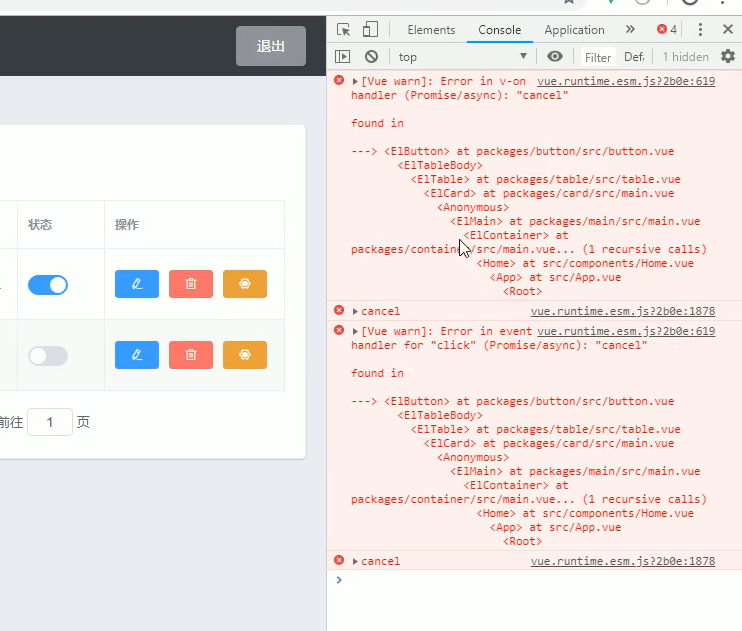 退出
状态
操作
前往 1 页
Elements Console Application » 4
top Filter Defa 1 hidden
[Vue warn]: Error in v-on vue.runtime.esm.js?2b0e:619
handler (Promise/async): "cancel"
found in
---> <ElButton> at packages/button/src/button.vue
<ElTableBody>
<ElTable> at packages/table/src/table.vue
<ElCard> at packages/card/src/main.vue
<Anonymous>
<ElMain> at packages/main/src/main.vue
<ElContainer> at
packages/container/src/main.vue... (1 recursive calls)
<Home> at src/components/Home.vue
<App> at src/App.vue
<Root>
cancel vue.runtime.esm.js?2b0e:1878
[Vue warn]: Error in event vue.runtime.esm.js?2b0e:619
handler for "click" (Promise/async): "cancel"
found in
---> <ElButton> at packages/button/src/button.vue
<ElTableBody>
<ElTable> at packages/table/src/table.vue
<ElCard> at packages/card/src/main.vue
<Anonymous>
<ElMain> at packages/main/src/main.vue
<ElContainer> at
packages/container/src/main.vue... (1 recursive calls)
<Home> at src/components/Home.vue
<App> at src/App.vue
<Root>
cancel vue.runtime.esm.js?2b0e:1878